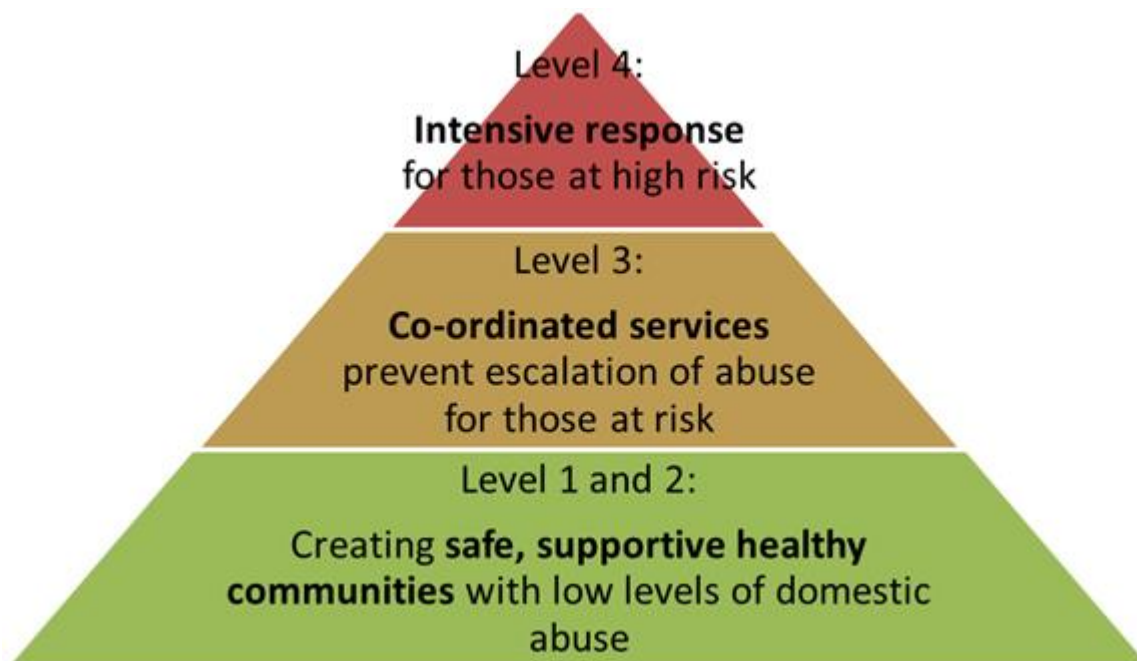 Level 4:
Intensive response
for those at high risk
Level 3:
Co-ordinated services
prevent escalation of abuse
for those at risk
Level 1 and 2:
Creating safe, supportive healthy
communities with low levels of domestic
abuse